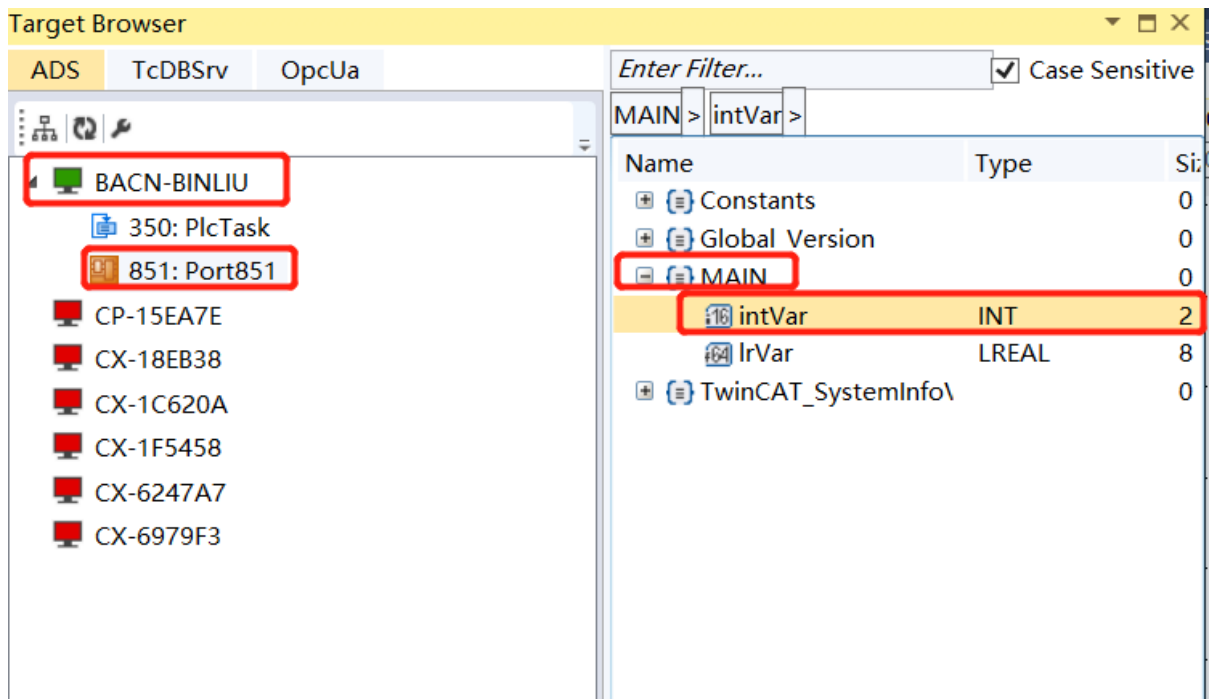 Target Browser
ADS TcDBSrv OpcUa
BACN-BINLIU
350: PlcTask
851: Port851
CP-15EA7E
CX-18EB38
CX-1C620A
CX-1F5458
CX-6247A7
CX-6979F3
Enter Filter... Case Sensitive
MAIN > intVar >
Name Type Siz
Constants 0
Global_Version 0
MAIN 0
intVar INT 2
lrVar LREAL 8
TwinCAT_SystemInfo\ 0